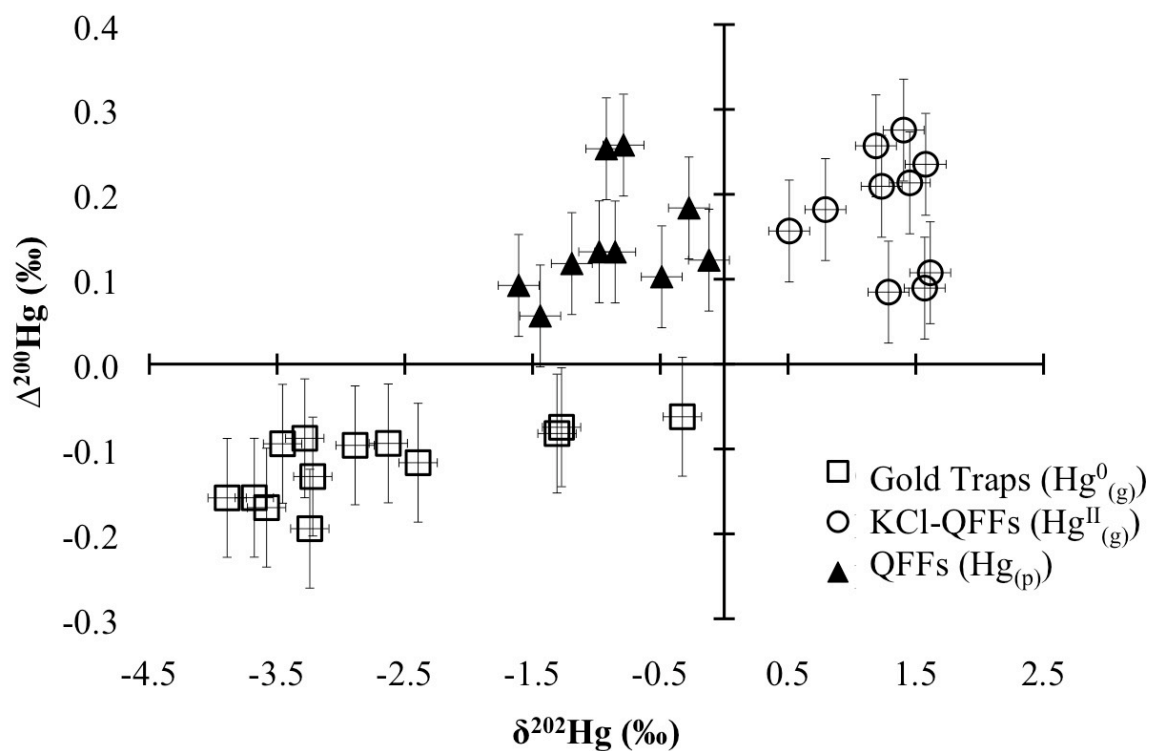 0.4
0.3
0.2
0.1
0.0
-0.1
-0.2
-0.3
Δ²⁰⁰Hg (‰)
-4.5 -3.5 -2.5 -1.5 -0.5 0.5 1.5 2.5
δ²⁰²Hg (‰)
Gold Traps (Hg⁰₍g₎)
KCl-QFFs (Hgᴵᴵ₍g₎)
QFFs (Hg₍p₎)